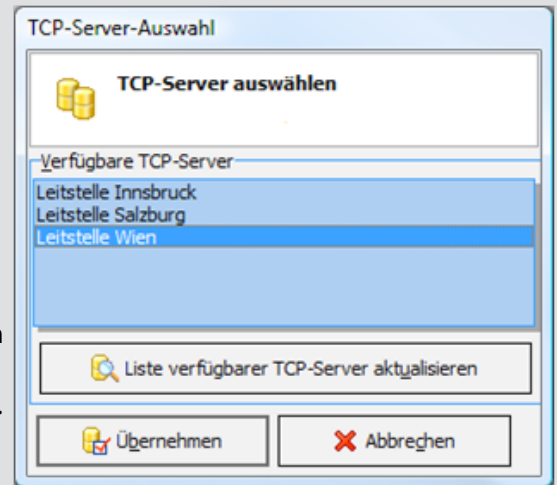 TCP-Server-Auswahl
TCP-Server auswählen
Verfügbare TCP-Server
Leitstelle Innsbruck
Leitstelle Salzburg
Leitstelle Wien
Liste verfügbarer TCP-Server aktualisieren
Übernehmen
Abbrechen